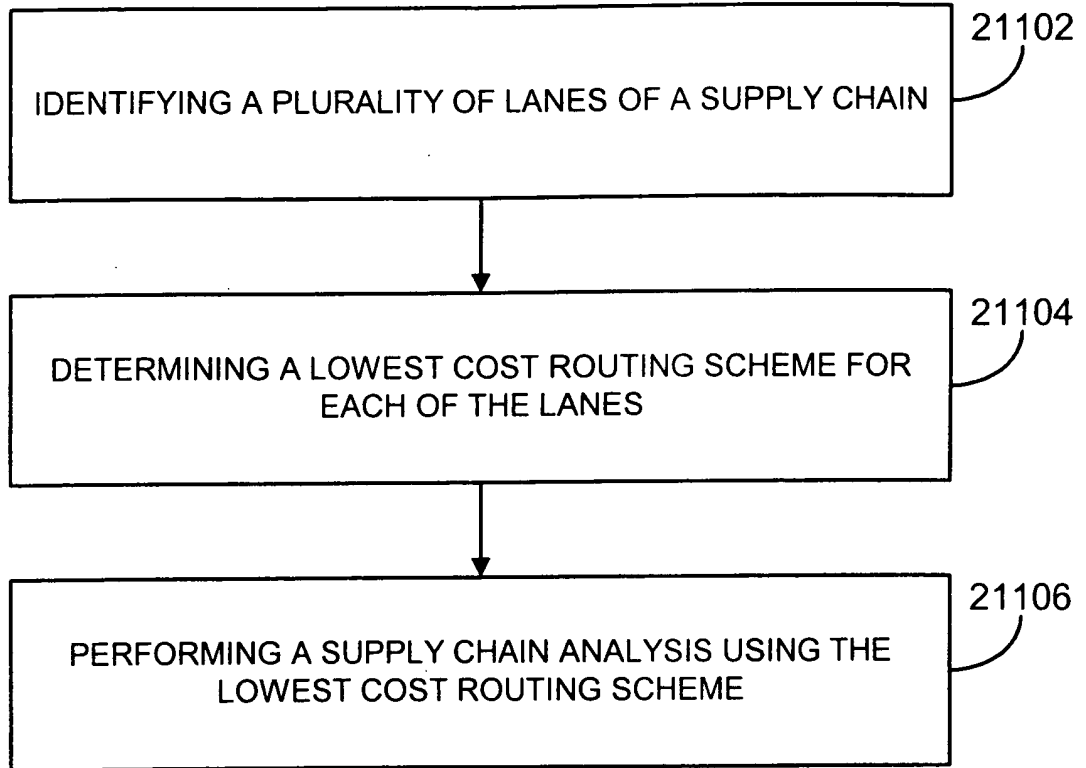 21102
IDENTIFYING A PLURALITY OF LANES OF A SUPPLY CHAIN
21104
DETERMINING A LOWEST COST ROUTING SCHEME FOR
EACH OF THE LANES
21106
PERFORMING A SUPPLY CHAIN ANALYSIS USING THE
LOWEST COST ROUTING SCHEME